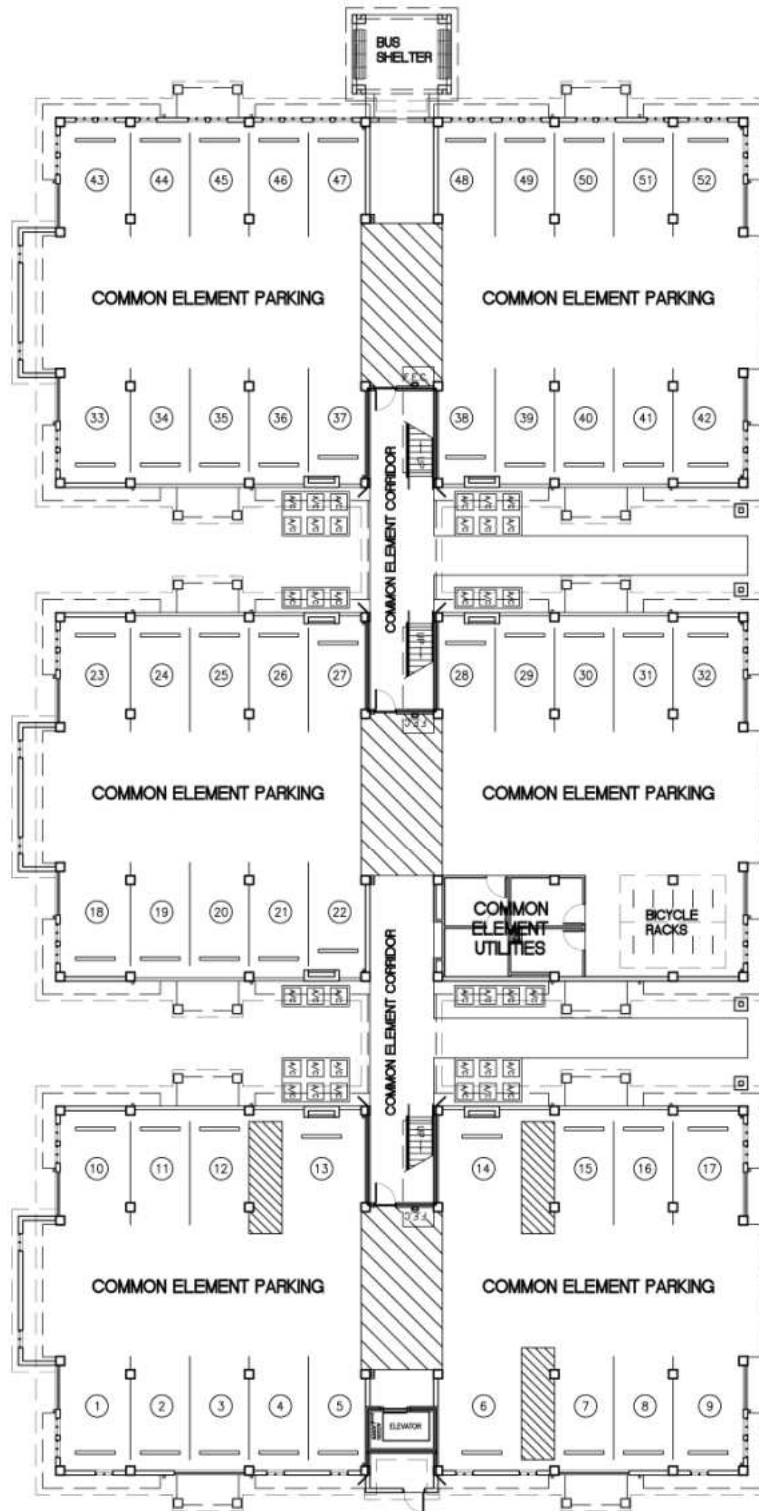 BUS
SHELTER
43 44 45 46 47 48 49 50 51 52
COMMON ELEMENT PARKING COMMON ELEMENT PARKING
F.E.C.
33 34 35 36 37 38 39 40 41 42
UP
COMMON ELEMENT CORRIDOR
A/C A/C A/C A/C A/C A/C
A/C A/C A/C A/C A/C A/C
A/C A/C A/C A/C A/C A/C
UP
23 24 25 26 27 28 29 30 31 32
F.E.C.
COMMON ELEMENT PARKING COMMON ELEMENT PARKING
18 19 20 21 22
COMMON
ELEMENT
UTILITIES
BICYCLE
RACKS
COMMON ELEMENT CORRIDOR
A/C A/C A/C A/C A/C A/C A/C
A/C A/C A/C A/C A/C A/C
A/C A/C A/C A/C A/C A/C
UP
10 11 12 13 14 15 16 17
F.E.C.
COMMON ELEMENT PARKING COMMON ELEMENT PARKING
1 2 3 4 5 6 7 8 9
ELEVATOR